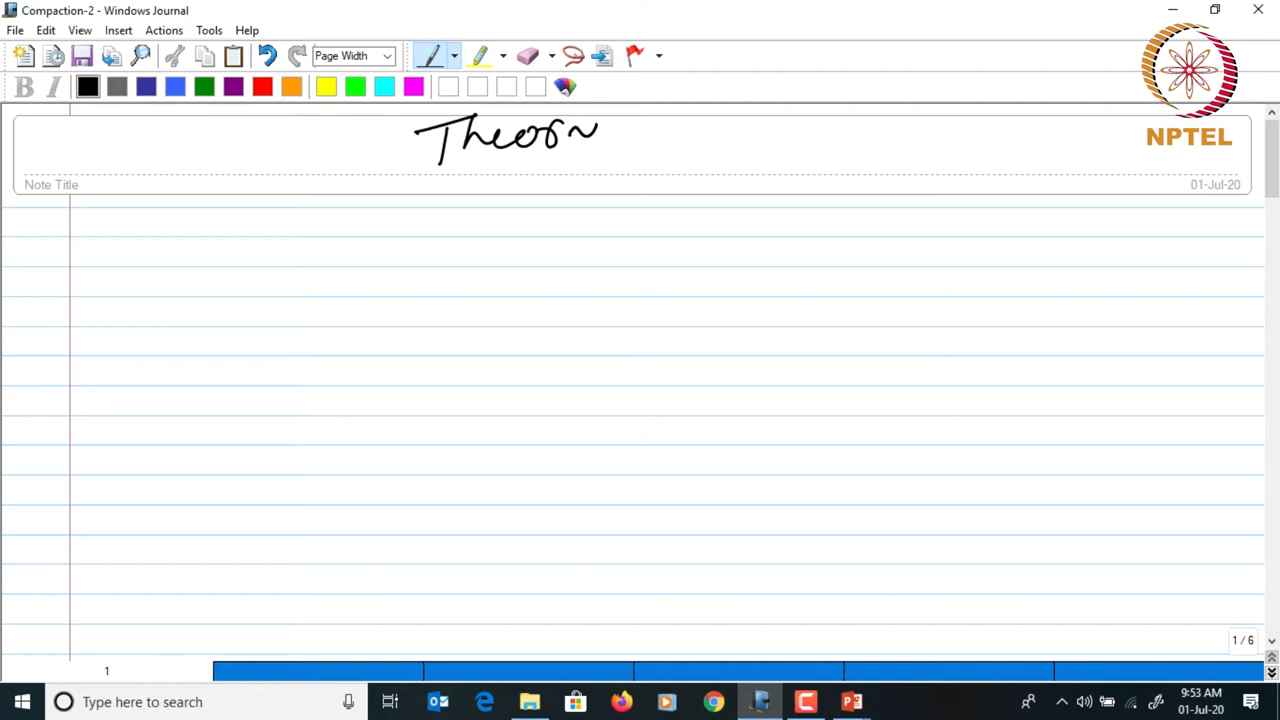 Compaction-2 - Windows Journal
File Edit View Insert Actions Tools Help
Page Width
B I
NPTEL
Note Title
01-Jul-20
1 / 6
1
Type here to search
9:53 AM
01-Jul-20